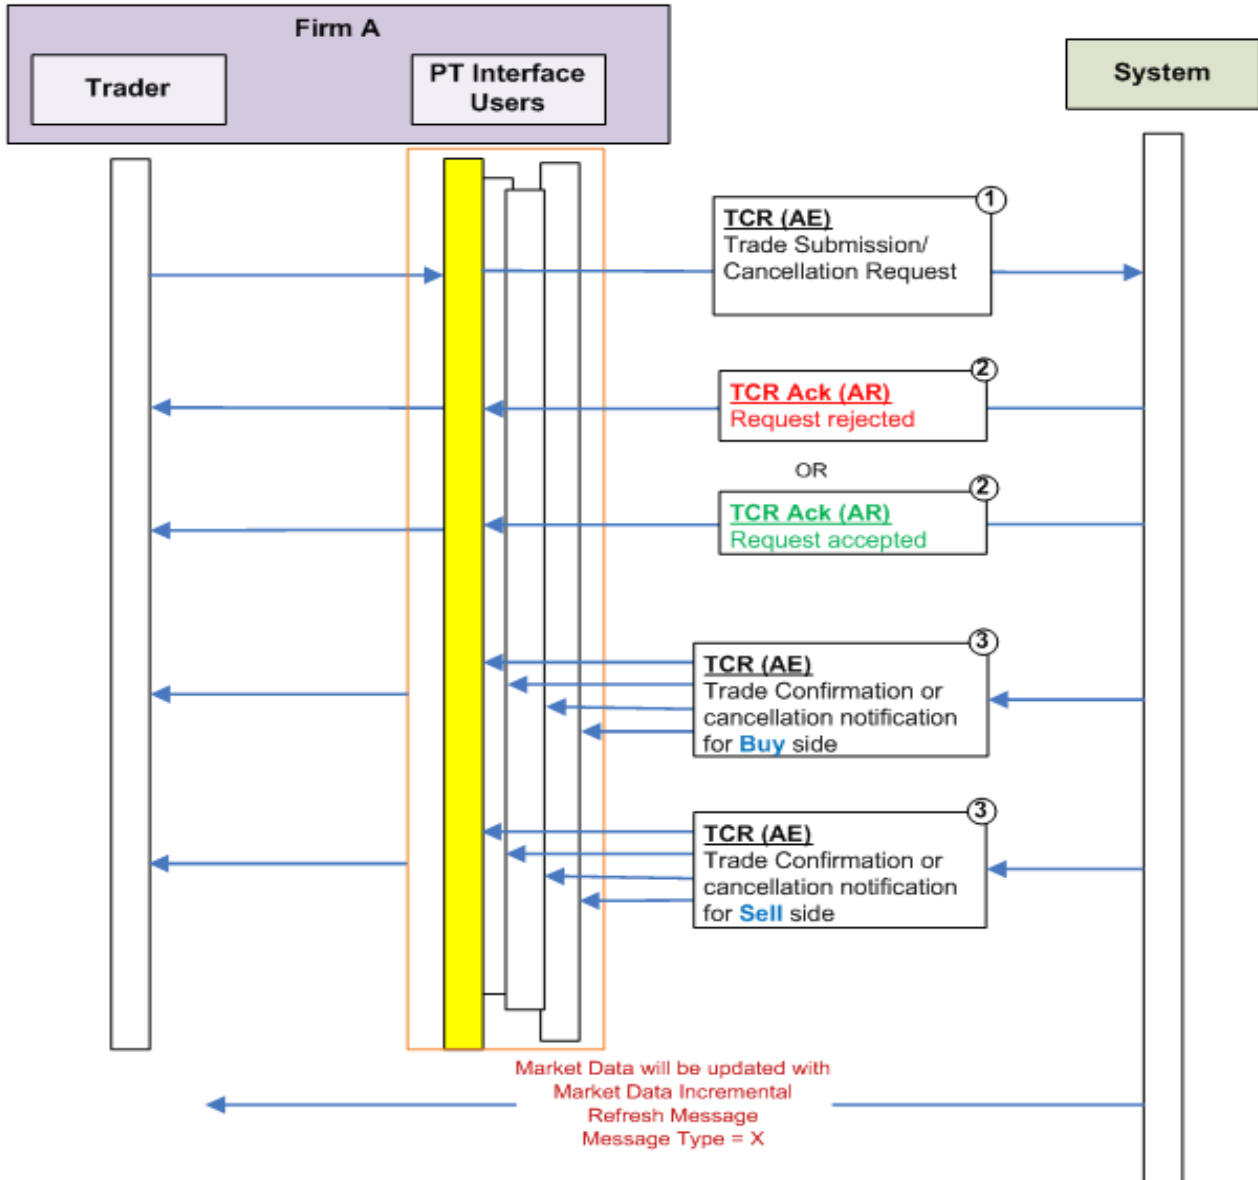 Firm A
Trader
PT Interface
Users
System
1
TCR (AE)
Trade Submission/
Cancellation Request
2
TCR Ack (AR)
Request rejected
OR
2
TCR Ack (AR)
Request accepted
3
TCR (AE)
Trade Confirmation or
cancellation notification
for Buy side
3
TCR (AE)
Trade Confirmation or
cancellation notification
for Sell side
Market Data will be updated with
Market Data Incremental
Refresh Message
Message Type = X